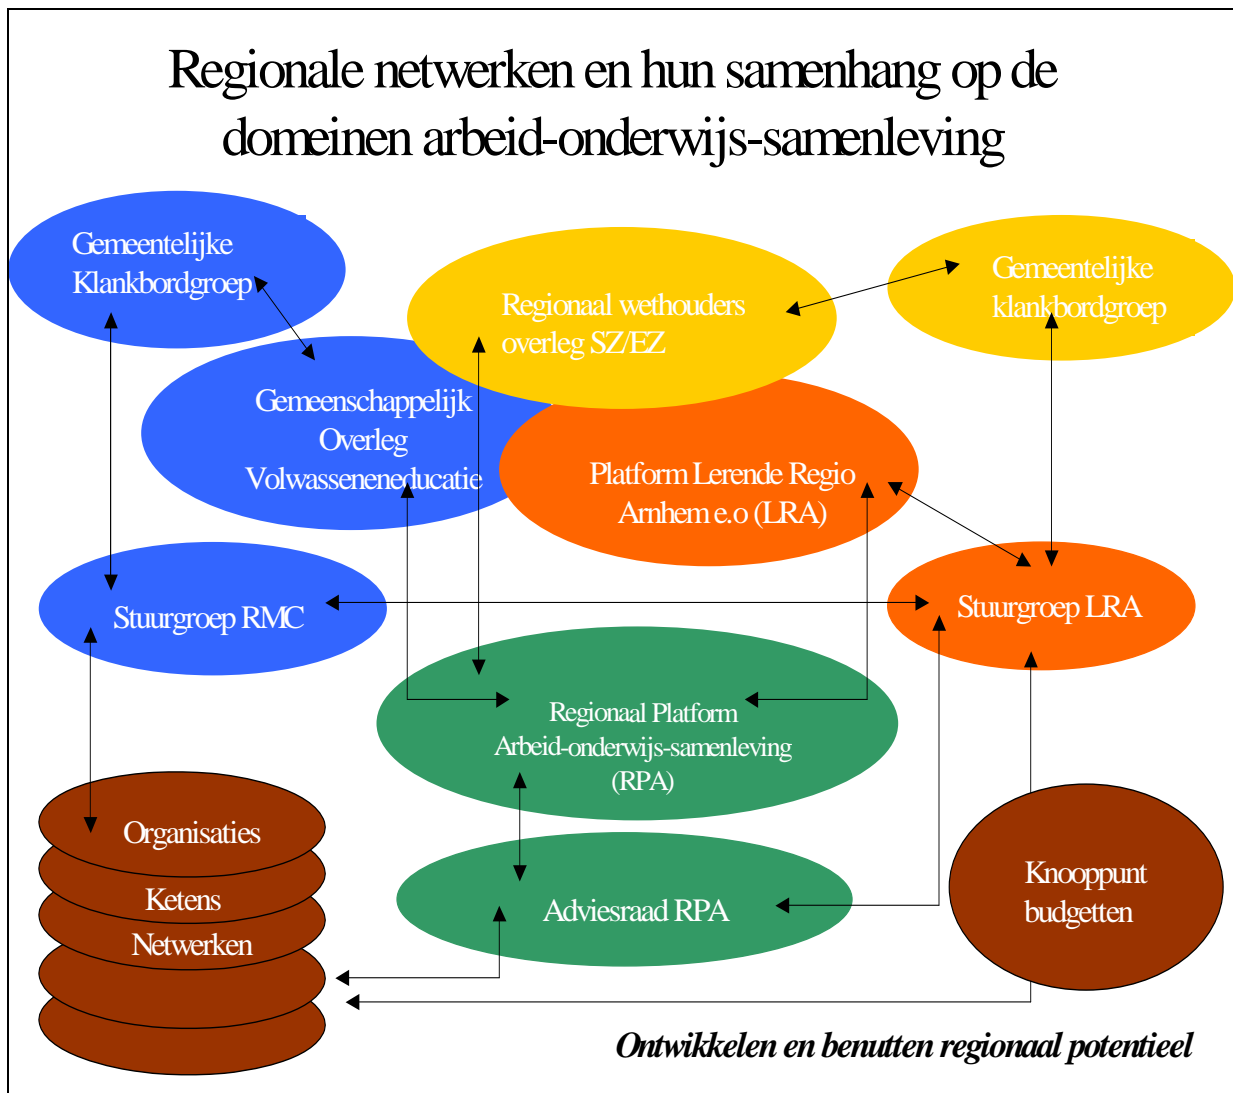 Regionale netwerken en hun samenhang op de
domeinen arbeid-onderwijs-samenleving
Gemeentelijke
Klankbordgroep
Regionaal wethouders
overleg SZ/EZ
Gemeentelijke
klankbordgroep
Gemeenschappelijk
Overleg
Volwasseneneducatie
Platform Lerende Regio
Arnhem e.o (LRA)
Stuurgroep RMC
Stuurgroep LRA
Regionaal Platform
Arbeid-onderwijs-samenleving
(RPA)
Organisaties
Ketens
Netwerken
Adviesraad RPA
Knooppunt
budgetten
Ontwikkelen en benutten regionaal potentieel